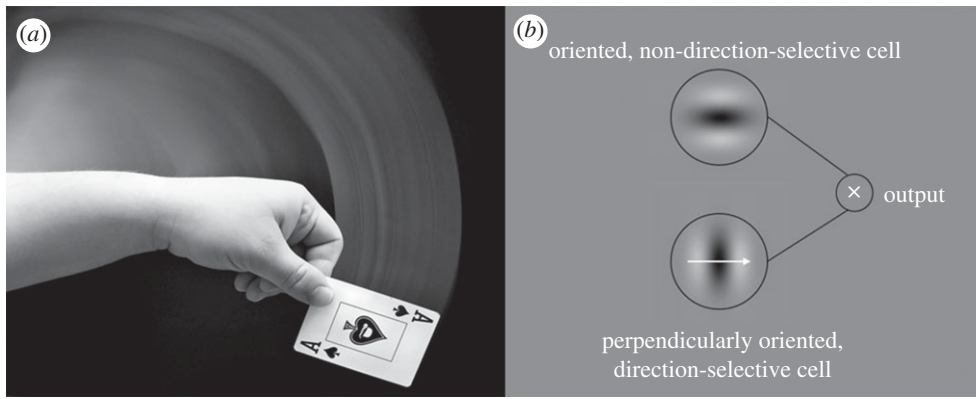 (a)
A
A
(b)
oriented, non-direction-selective cell
×
output
perpendicularly oriented,
direction-selective cell